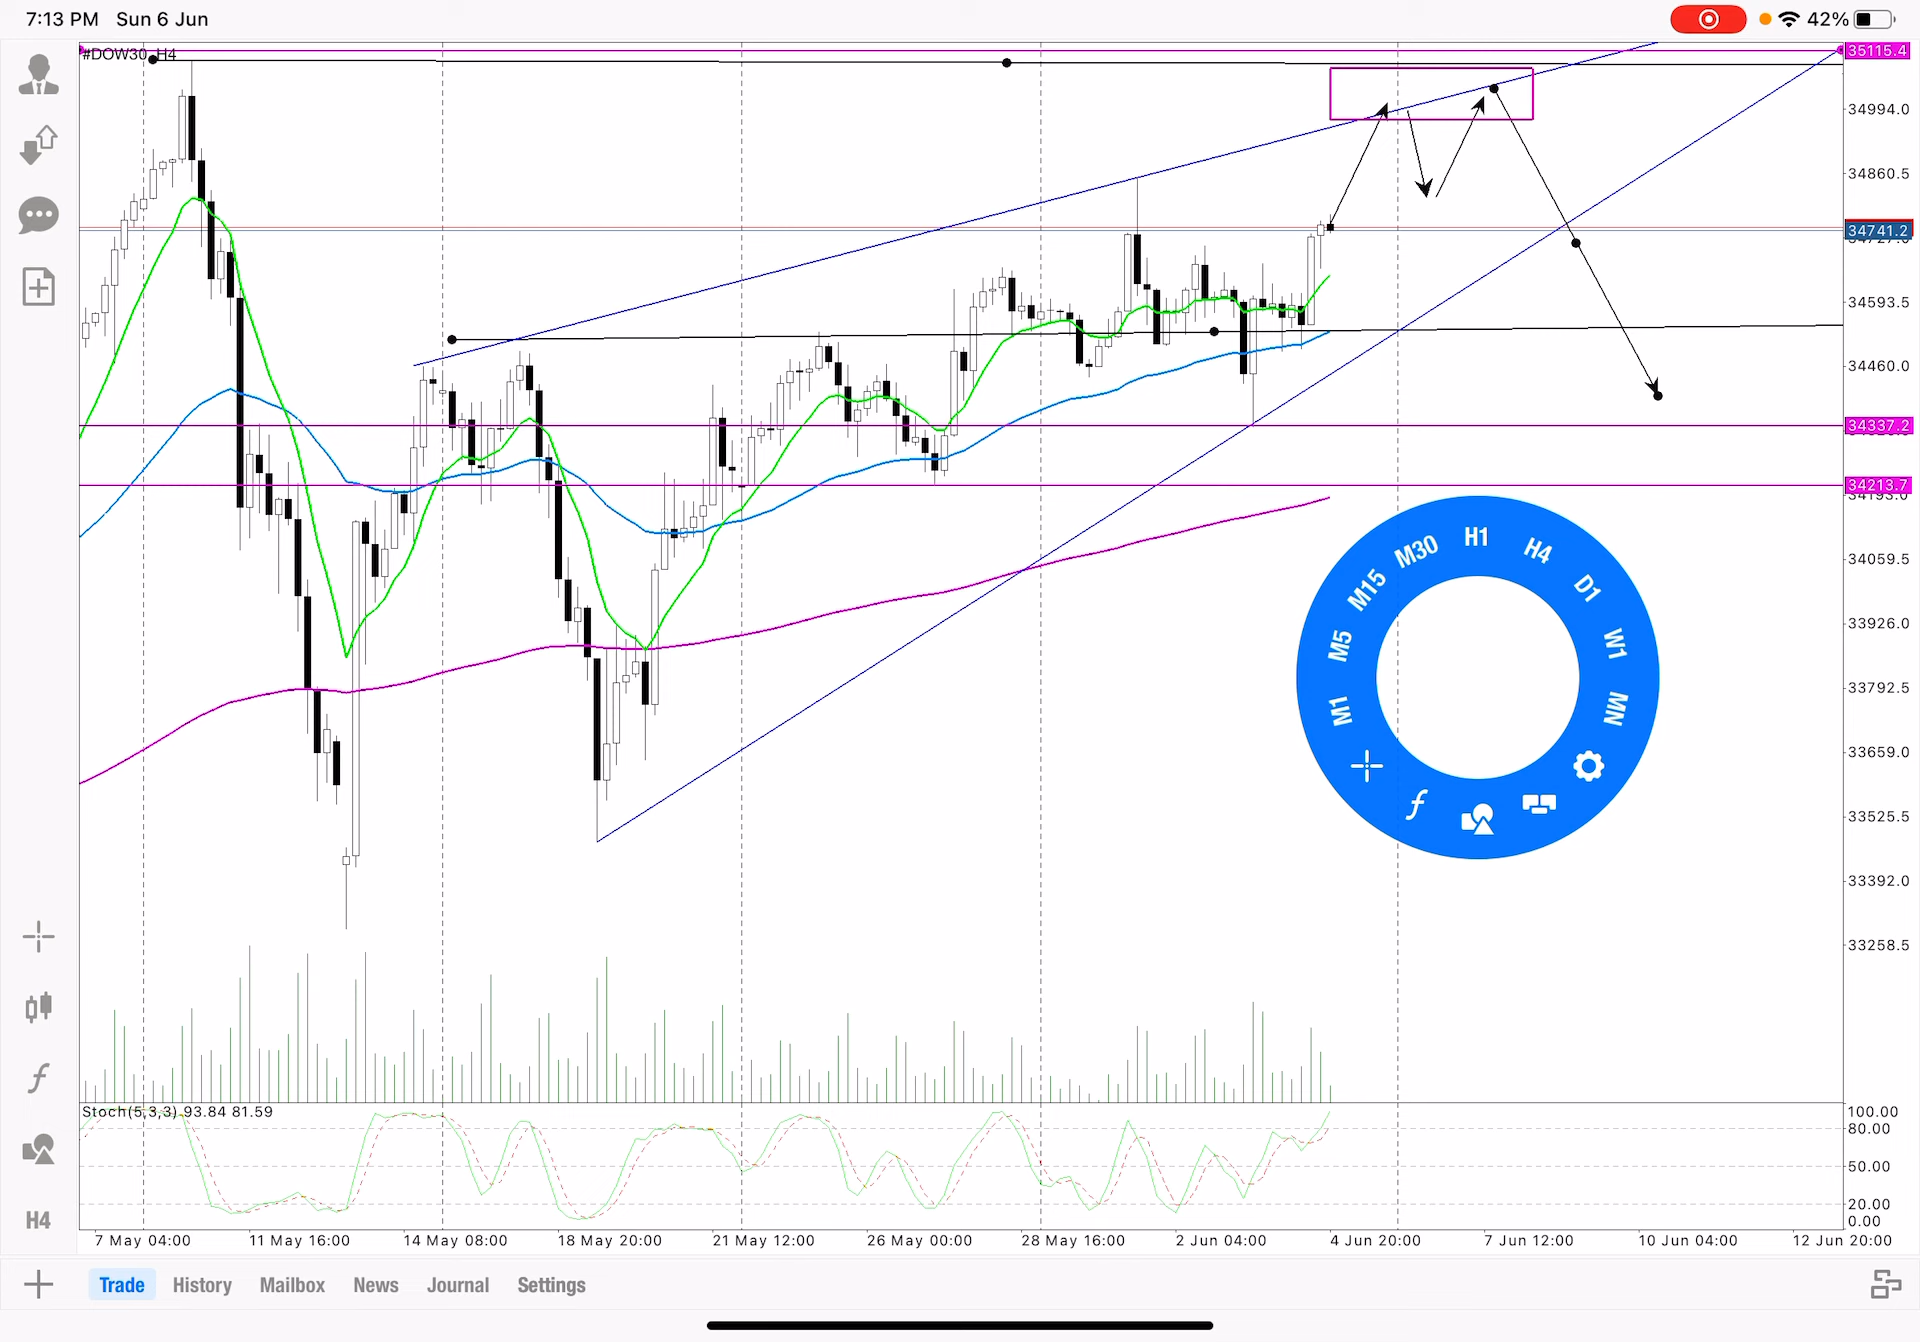 7:13 PM Sun 6 Jun
42%
#DOW30, H4
35115.4
34994.0
34860.5
34741.2
34593.5
34460.0
34337.2
34213.7
34193.0
34059.5
33926.0
33792.5
33659.0
33525.5
33392.0
33258.5
M1
M5
M15
M30
H1
H4
D1
W1
MN
f
f
H4
Stoch(5,3,3) 93.84 81.59
100.00
80.00
50.00
20.00
0.00
7 May 04:00
11 May 16:00
14 May 08:00
18 May 20:00
21 May 12:00
26 May 00:00
28 May 16:00
2 Jun 04:00
4 Jun 20:00
7 Jun 12:00
10 Jun 04:00
12 Jun 20:00
Trade
History
Mailbox
News
Journal
Settings